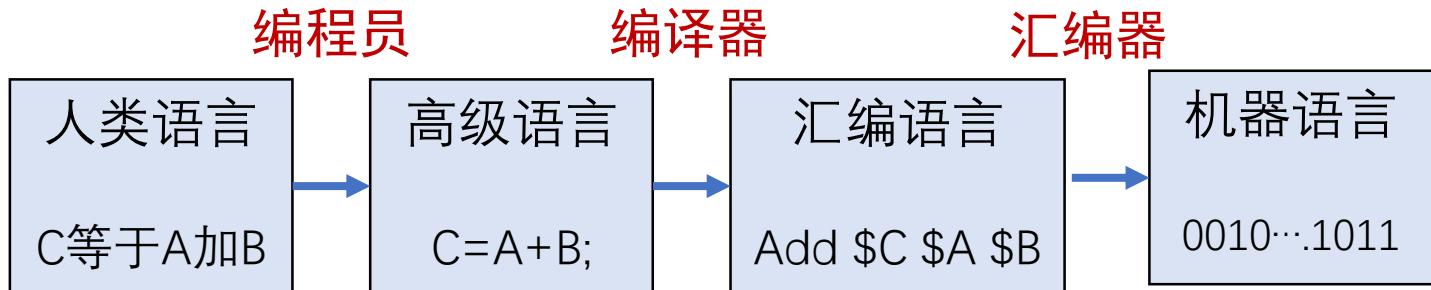 编程员
编译器
汇编器
人类语言
高级语言
汇编语言
机器语言
C等于A加B
C=A+B;
Add $C $A $B
0010….1011